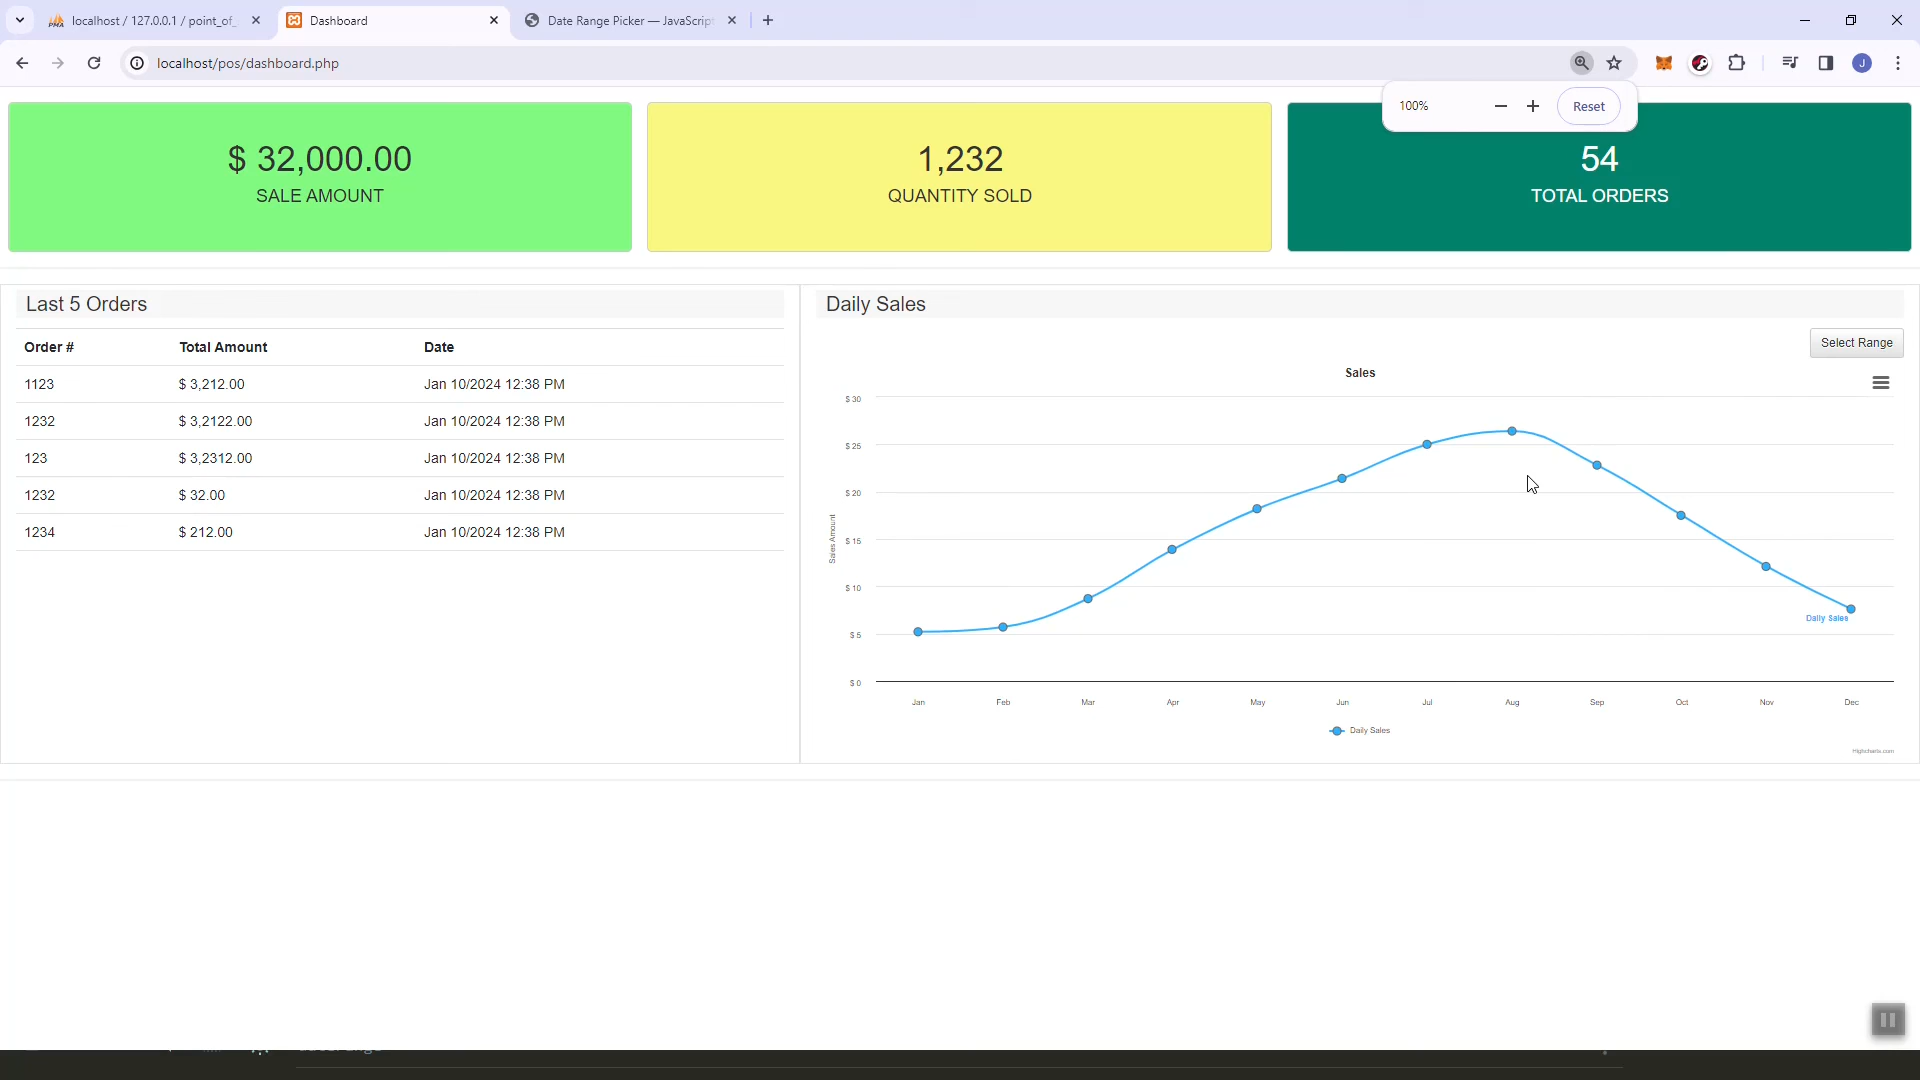 localhost / 127.0.0.1 / point_of_
Dashboard
Date Range Picker — JavaScript
localhost/pos/dashboard.php
J
100%
Reset
$ 32,000.00
SALE AMOUNT
1,232
QUANTITY SOLD
54
TOTAL ORDERS
Last 5 Orders
Order # Total Amount Date
1123 $ 3,212.00 Jan 10/2024 12:38 PM
1232 $ 3,2122.00 Jan 10/2024 12:38 PM
123 $ 3,2312.00 Jan 10/2024 12:38 PM
1232 $ 32.00 Jan 10/2024 12:38 PM
1234 $ 212.00 Jan 10/2024 12:38 PM
Daily Sales
Select Range
Sales
Sales Amount
$ 30
$ 25
$ 20
$ 15
$ 10
$ 5
$ 0
Daily Sales
Jan Feb Mar Apr May Jun Jul Aug Sep Oct Nov Dec
Daily Sales
Highcharts.com